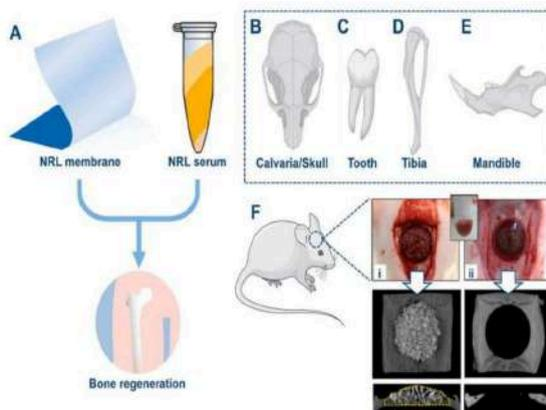 A
NRL membrane
NRL serum
Bone regeneration
B
C
D
E
Calvaria/Skull
Tooth
Tibia
Mandible
F
i
ii